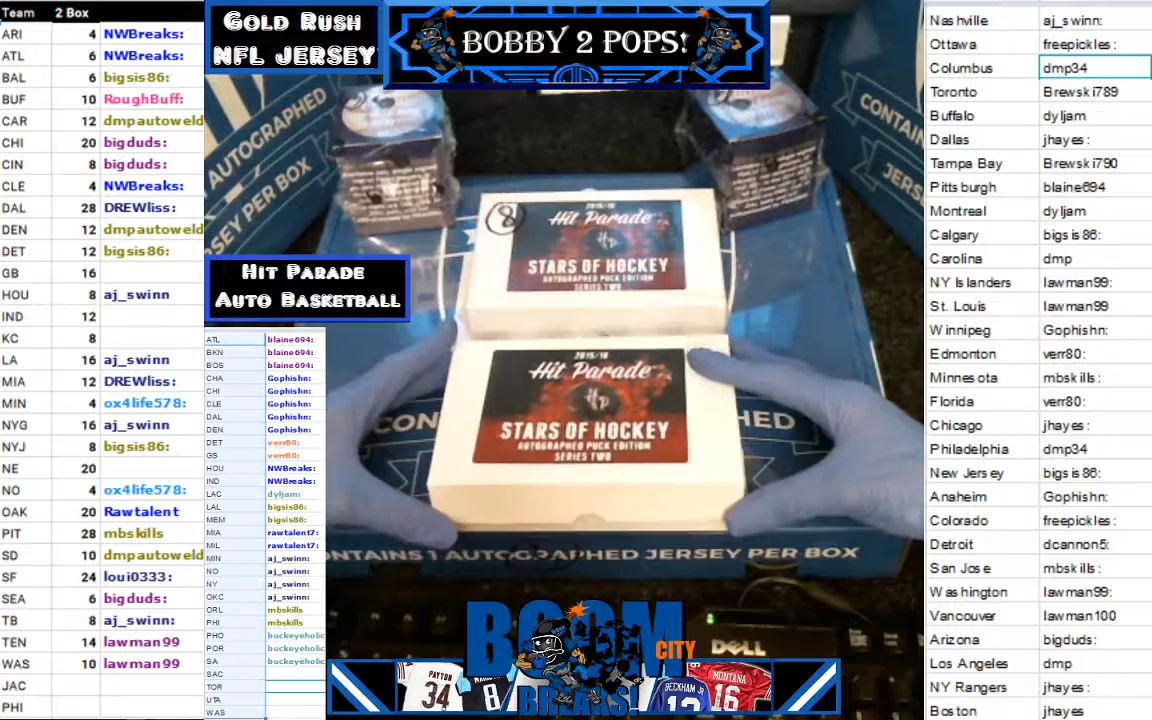 Team 2 Box
ARI 4 NWBreaks:
ATL 6 NWBreaks:
BAL 6 bigsis86:
BUF 10 RoughBuff:
CAR 12 dmpautoweld
CHI 20 bigduds:
CIN 8 bigduds:
CLE 4 NWBreaks:
DAL 28 DREWliss:
DEN 12 dmpautoweld
DET 12 bigsis86:
GB 16
HOU 8 aj_swinn
IND 12
KC 8
LA 16 aj_swinn
MIA 12 DREWliss:
MIN 4 ox4life578:
NYG 16 aj_swinn
NYJ 8 bigsis86:
NE 20
NO 4 ox4life578:
OAK 20 Rawtalent
PIT 28 mbskills
SD 10 dmpautoweld
SF 24 loui0333:
SEA 6 bigduds:
TB 8 aj_swinn:
TEN 14 lawman99
WAS 10 lawman99
JAC
PHI
Gold Rush
NFL Jersey
Bobby 2 Pops!
Hit Parade
Auto Basketball
ATL blaine694:
BKN blaine694:
BOS blaine694:
CHA Gophishn:
CHI Gophishn:
CLE Gophishn:
DAL Gophishn:
DEN Gophishn:
DET verr80:
GS verr80:
HOU NWBreaks:
IND NWBreaks:
LAC dyljam:
LAL bigsis86:
MEM bigsis86:
MIA rawtalent7:
MIL rawtalent7:
MIN aj_swinn:
NO aj_swinn:
NY aj_swinn:
OKC aj_swinn:
ORL mbskills
PHI mbskills
PHO buckeyeholic
POR buckeyeholic
SA buckeyeholic
SAC
TOR
UTA
WAS
AUTOGRAPHED
PER BOX
8
2015/16
Hit Parade
HP
STARS OF HOCKEY
AUTOGRAPHED PUCK EDITION
SERIES TWO
2015/16
Hit Parade
HP
STARS OF HOCKEY
AUTOGRAPHED PUCK EDITION
SERIES TWO
CONTAIN
JERS
CON
HED
NTAINS 1 AUTOGRAPHED JERSEY PER BOX
DELL
BOOM
CITY
BREAKS!
PAYTON
34
8
BECKHAM JR
13
MONTANA
16
Nashville aj_swinn:
Ottawa freepickles:
Columbus dmp34
Toronto Brewski789
Buffalo dyljam
Dallas jhayes:
Tampa Bay Brewski790
Pittsburgh blaine694
Montreal dyljam
Calgary bigsis86:
Carolina dmp
NY Islanders lawman99:
St. Louis lawman99
Winnipeg Gophishn:
Edmonton verr80:
Minnesota mbskills:
Florida verr80:
Chicago jhayes:
Philadelphia dmp34
New Jersey bigsis86:
Anaheim Gophishn:
Colorado freepickles:
Detroit dcannon5:
San Jose mbskills:
Washington lawman99:
Vancouver lawman100
Arizona bigduds:
Los Angeles dmp
NY Rangers jhayes:
Boston jhayes